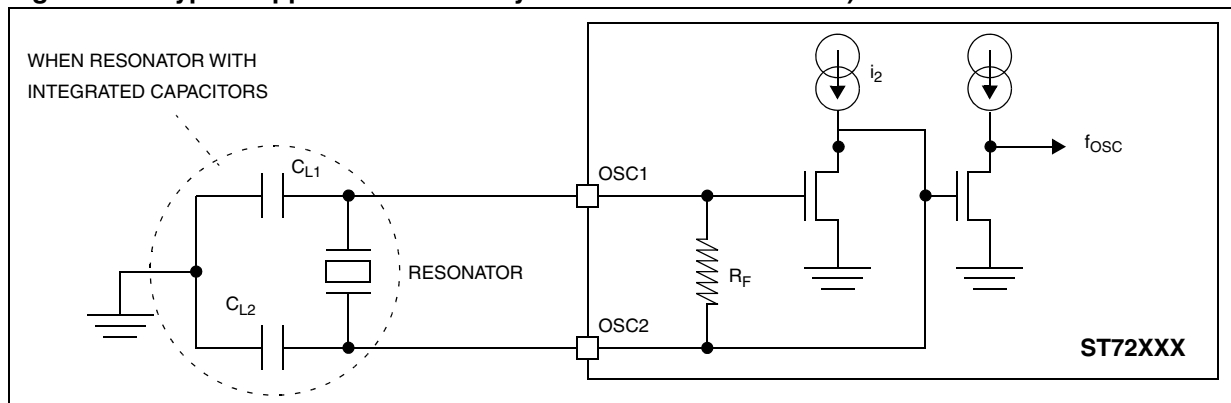 WHEN RESONATOR WITH
INTEGRATED CAPACITORS
CL1
CL2
RESONATOR
OSC1
OSC2
RF
i2
fOSC
ST72XXX